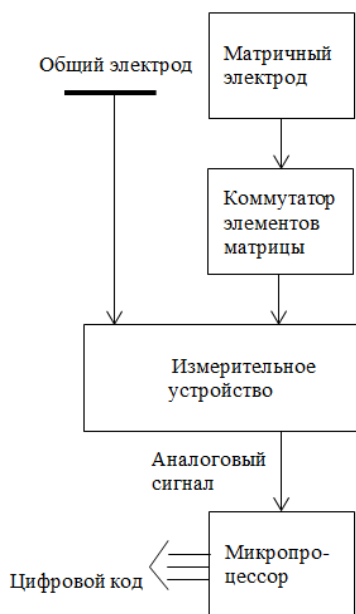 Общий электрод
Матричный
электрод
Коммутатор
элементов
матрицы
Измерительное
устройство
Аналоговый
сигнал
Микропро-
цессор
Цифровой код